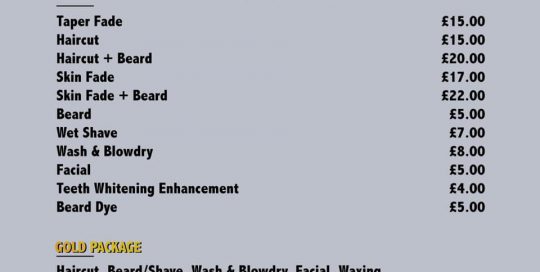 Taper Fade £15.00
Haircut £15.00
Haircut + Beard £20.00
Skin Fade £17.00
Skin Fade + Beard £22.00
Beard £5.00
Wet Shave £7.00
Wash & Blowdry £8.00
Facial £5.00
Teeth Whitening Enhancement £4.00
Beard Dye £5.00
GOLD PACKAGE
Haircut, Beard/Shave, Wash & Blowdry, Facial, Waxing